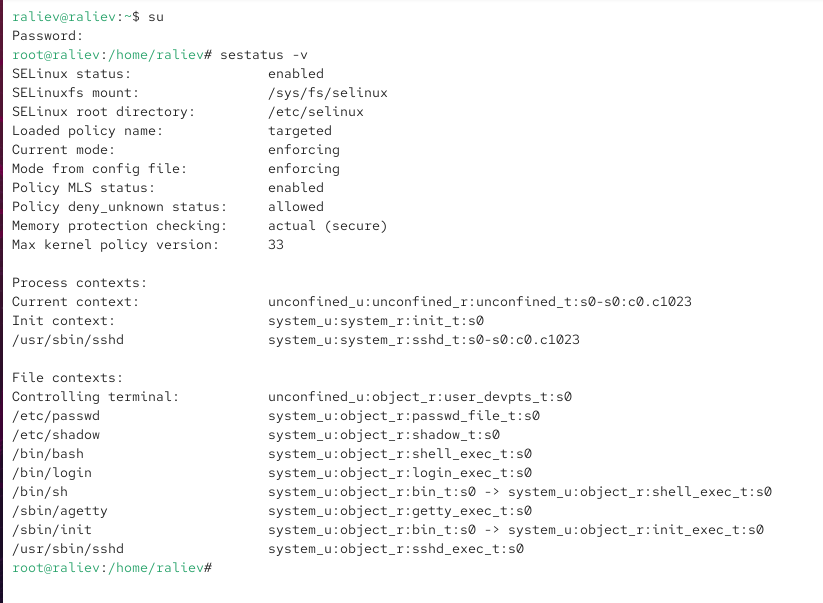 raliev@raliev:~$ su
Password:
root@raliev:/home/raliev# sestatus -v
SELinux status:                 enabled
SELinuxfs mount:                /sys/fs/selinux
SELinux root directory:         /etc/selinux
Loaded policy name:             targeted
Current mode:                   enforcing
Mode from config file:          enforcing
Policy MLS status:              enabled
Policy deny_unknown status:     allowed
Memory protection checking:     actual (secure)
Max kernel policy version:      33

Process contexts:
Current context:                unconfined_u:unconfined_r:unconfined_t:s0-s0:c0.c1023
Init context:                   system_u:system_r:init_t:s0
/usr/sbin/sshd                  system_u:system_r:sshd_t:s0-s0:c0.c1023

File contexts:
Controlling terminal:           unconfined_u:object_r:user_devpts_t:s0
/etc/passwd                     system_u:object_r:passwd_file_t:s0
/etc/shadow                     system_u:object_r:shadow_t:s0
/bin/bash                       system_u:object_r:shell_exec_t:s0
/bin/login                      system_u:object_r:login_exec_t:s0
/bin/sh                         system_u:object_r:bin_t:s0 -> system_u:object_r:shell_exec_t:s0
/sbin/agetty                    system_u:object_r:getty_exec_t:s0
/sbin/init                      system_u:object_r:bin_t:s0 -> system_u:object_r:init_exec_t:s0
/usr/sbin/sshd                  system_u:object_r:sshd_exec_t:s0
root@raliev:/home/raliev#